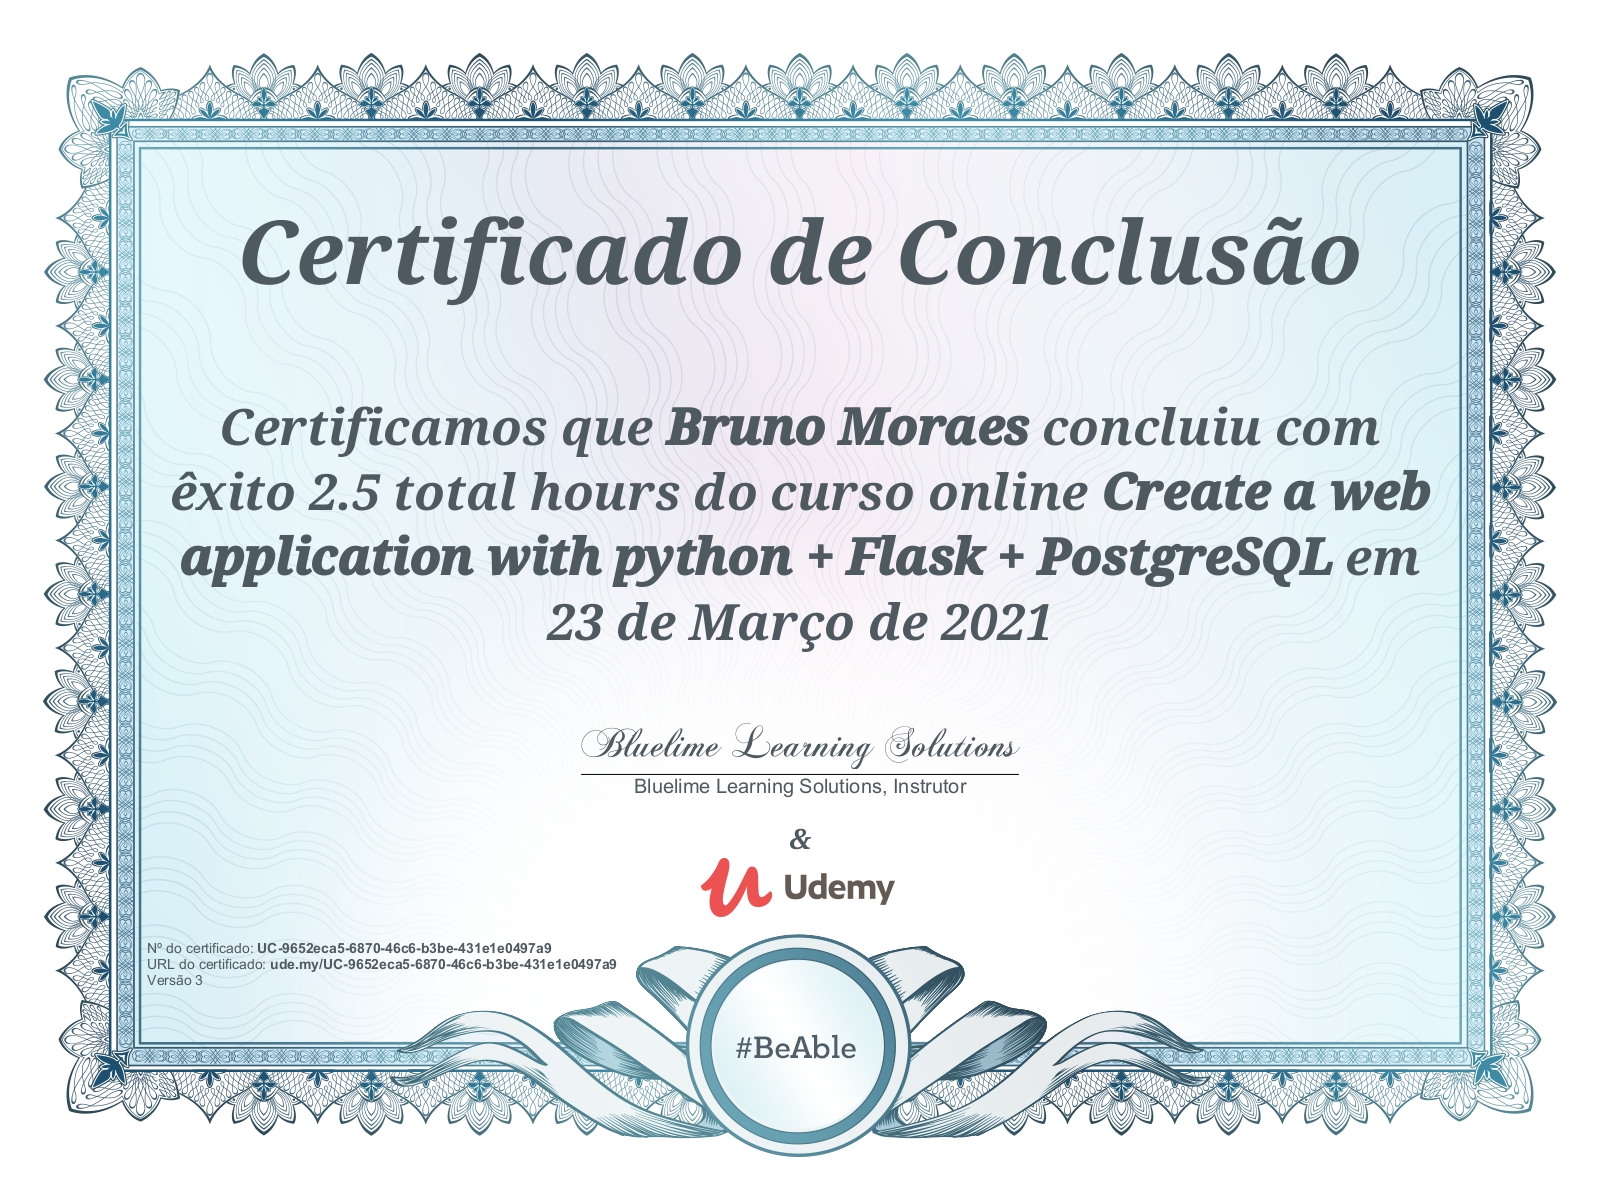 Certificado de Conclusão
Certificamos que Bruno Moraes concluiu com
êxito 2.5 total hours do curso online Create a web
application with python + Flask + PostgreSQL em
23 de Março de 2021
Bluelime Learning Solutions
Bluelime Learning Solutions, Instrutor
&
Udemy
Nº do certificado: UC-9652eca5-6870-46c6-b3be-431e1e0497a9
URL do certificado: ude.my/UC-9652eca5-6870-46c6-b3be-431e1e0497a9
Versão 3
#BeAble